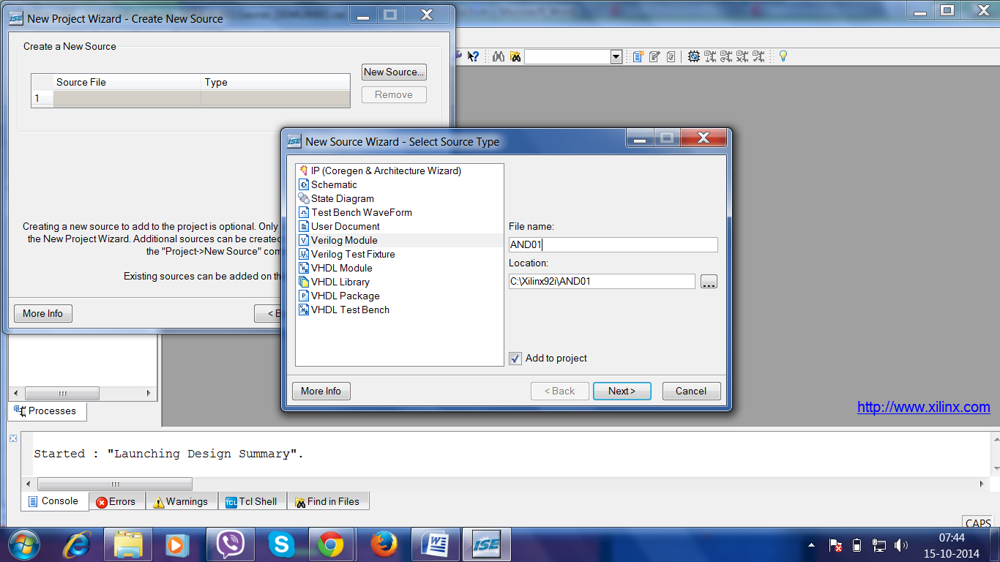 ISE New Project Wizard - Create New Source
Create a New Source
Source File Type
1
New Source...
Remove
Creating a new source to add to the project is optional. Only
the New Project Wizard. Additional sources can be created
the "Project->New Source" com
Existing sources can be added on th
More Info
ISE New Source Wizard - Select Source Type
IP (Coregen & Architecture Wizard)
Schematic
State Diagram
Test Bench WaveForm
User Document
Verilog Module
Verilog Test Fixture
VHDL Module
VHDL Library
VHDL Package
VHDL Test Bench
File name:
AND01
Location:
C:\Xilinx92i\AND01
...
Add to project
More Info
< Back
Next >
Cancel
Processes
http://www.xilinx.com
Started : "Launching Design Summary".
Console
Errors
Warnings
TCL Tcl Shell
Find in Files
CAPS
ISE
07:44
15-10-2014